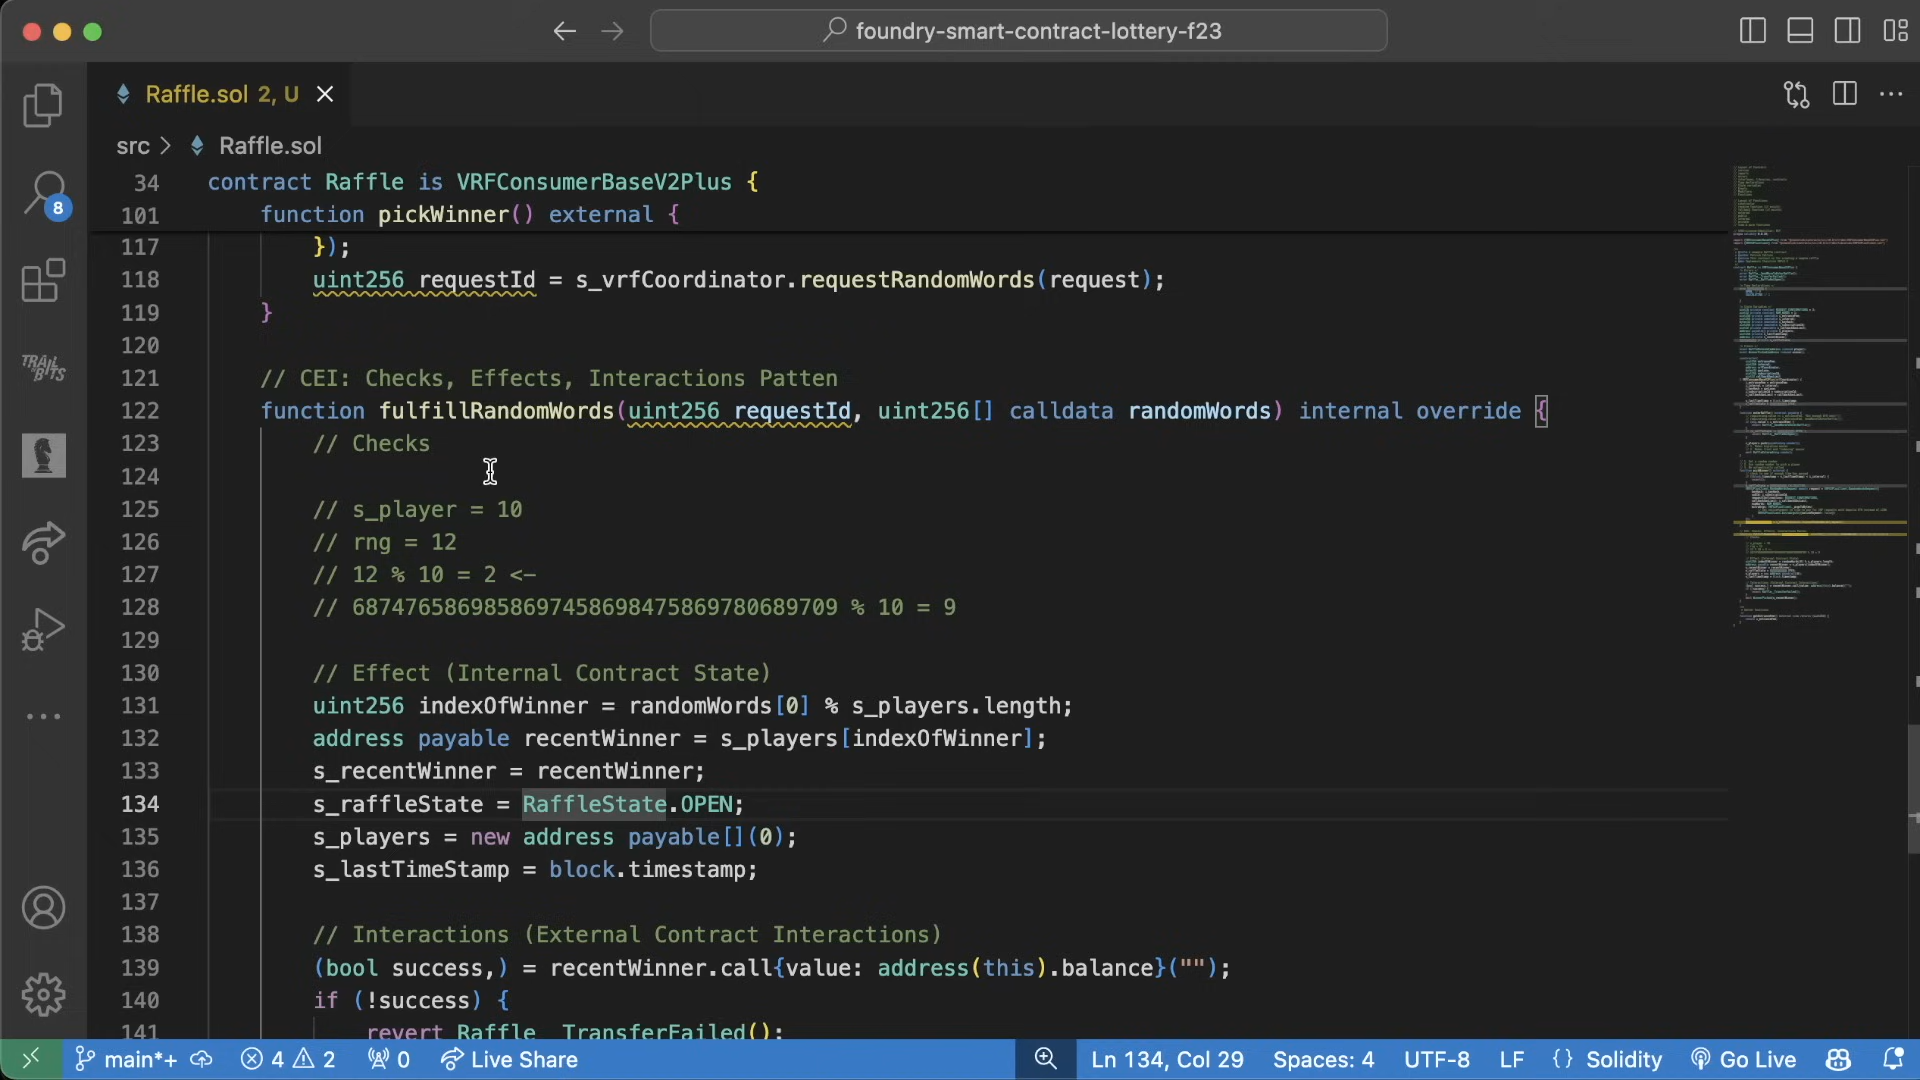 foundry-smart-contract-lottery-f23
Raffle.sol 2, U
src > Raffle.sol
8
TRAIL OF BITS
34 contract Raffle is VRFConsumerBaseV2Plus {
101 function pickWinner() external {
117 });
118 uint256 requestId = s_vrfCoordinator.requestRandomWords(request);
119 }
120
121 // CEI: Checks, Effects, Interactions Patten
122 function fulfillRandomWords(uint256 requestId, uint256[] calldata randomWords) internal override {
123 // Checks
124
125 // s_player = 10
126 // rng = 12
127 // 12 % 10 = 2 <-
128 // 6874765869858697458698475869780689709 % 10 = 9
129
130 // Effect (Internal Contract State)
131 uint256 indexOfWinner = randomWords[0] % s_players.length;
132 address payable recentWinner = s_players[indexOfWinner];
133 s_recentWinner = recentWinner;
134 s_raffleState = RaffleState.OPEN;
135 s_players = new address payable[](0);
136 s_lastTimeStamp = block.timestamp;
137
138 // Interactions (External Contract Interactions)
139 (bool success,) = recentWinner.call{value: address(this).balance}("");
140 if (!success) {
141 revert Raffle__TransferFailed();
main*+ 4 2 0 Live Share Ln 134, Col 29 Spaces: 4 UTF-8 LF {} Solidity Go Live